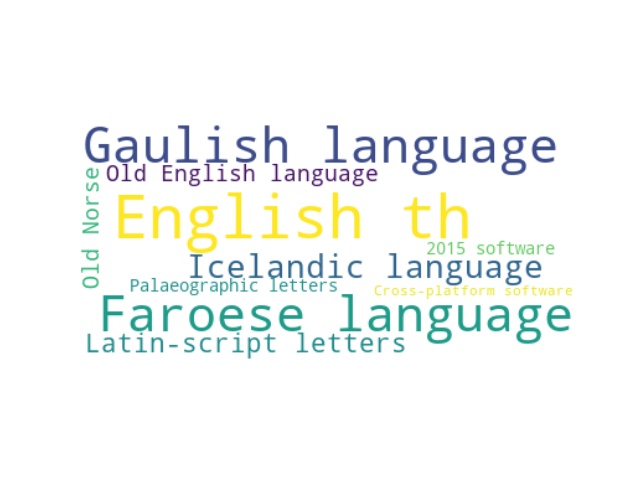 Gaulish language
Old English language
Old Norse
English th
2015 software
Icelandic language
Palaeographic letters
Cross-platform software
Faroese language
Latin-script letters